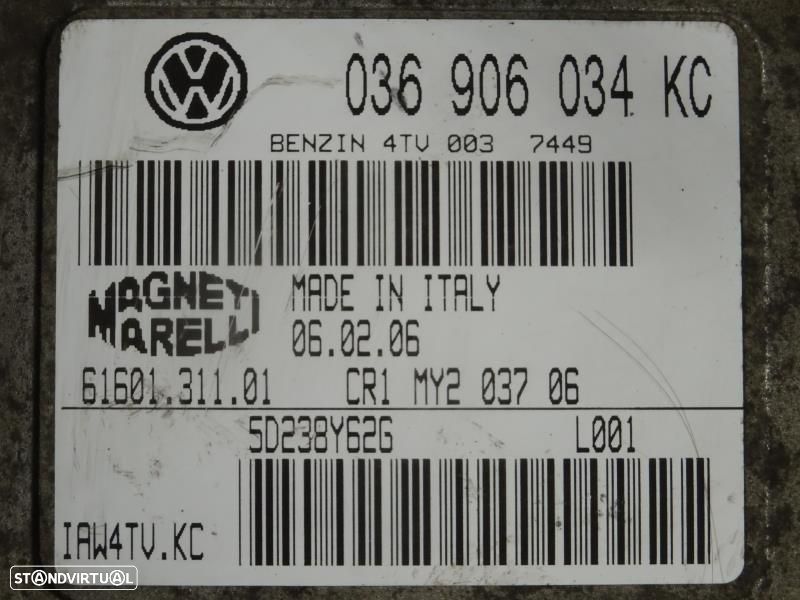 036 906 034 KC
BENZIN 4TV 003 7449
MAGNETI MARELLI
MADE IN ITALY
06.02.06
61601.311.01 CR1 MY2 037 06
5D238Y62G L001
IAW4TV.KC
STANDVIRTUAL